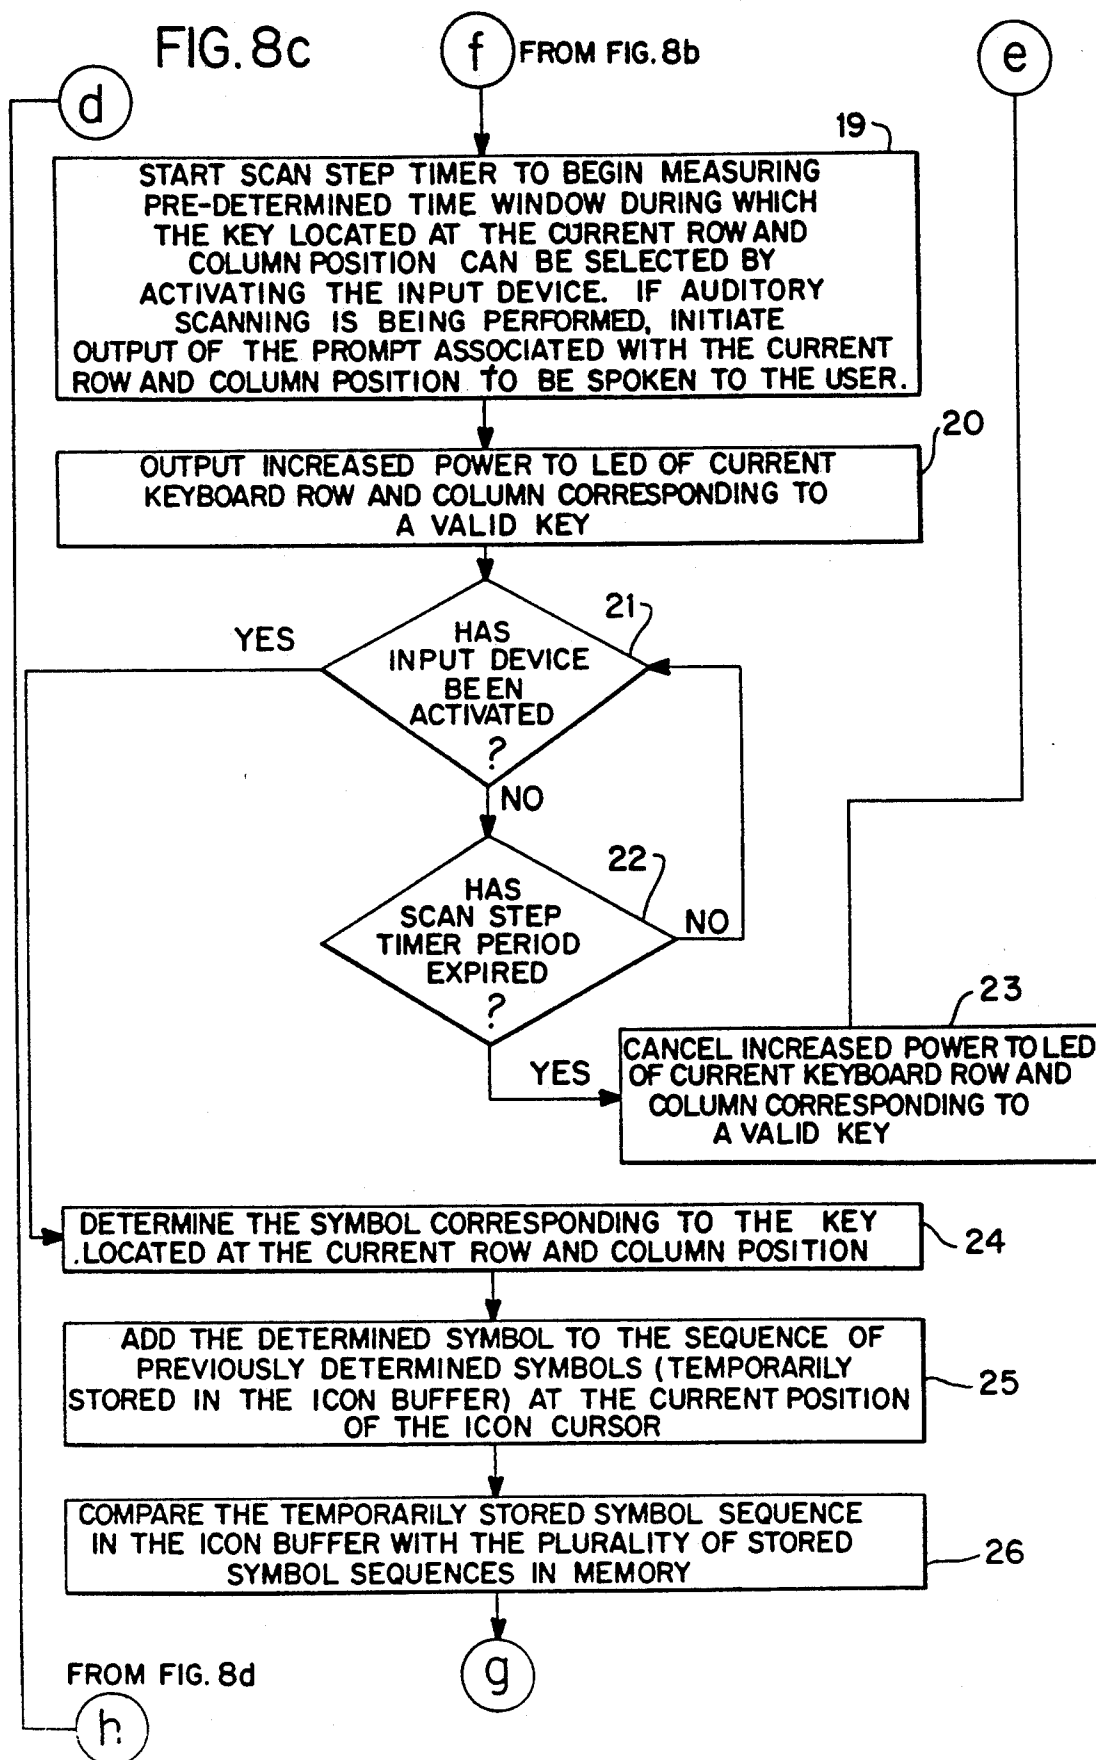 FIG. 8c
f FROM FIG. 8b
e
d
19
START SCAN STEP TIMER TO BEGIN MEASURING
PRE-DETERMINED TIME WINDOW DURING WHICH
THE KEY LOCATED AT THE CURRENT ROW AND
COLUMN POSITION CAN BE SELECTED BY
ACTIVATING THE INPUT DEVICE. IF AUDITORY
SCANNING IS BEING PERFORMED, INITIATE
OUTPUT OF THE PROMPT ASSOCIATED WITH THE CURRENT
ROW AND COLUMN POSITION TO BE SPOKEN TO THE USER.
20
OUTPUT INCREASED POWER TO LED OF CURRENT
KEYBOARD ROW AND COLUMN CORRESPONDING TO
A VALID KEY
21
YES
HAS
INPUT DEVICE
BEEN
ACTIVATED
?
NO
22
HAS
SCAN STEP
TIMER PERIOD
EXPIRED
?
NO
YES
23
CANCEL INCREASED POWER TO LED
OF CURRENT KEYBOARD ROW AND
COLUMN CORRESPONDING TO
A VALID KEY
DETERMINE THE SYMBOL CORRESPONDING TO THE KEY
LOCATED AT THE CURRENT ROW AND COLUMN POSITION
24
ADD THE DETERMINED SYMBOL TO THE SEQUENCE OF
PREVIOUSLY DETERMINED SYMBOLS (TEMPORARILY
STORED IN THE ICON BUFFER) AT THE CURRENT POSITION
OF THE ICON CURSOR
25
COMPARE THE TEMPORARILY STORED SYMBOL SEQUENCE
IN THE ICON BUFFER WITH THE PLURALITY OF STORED
SYMBOL SEQUENCES IN MEMORY
26
g
FROM FIG. 8d
h